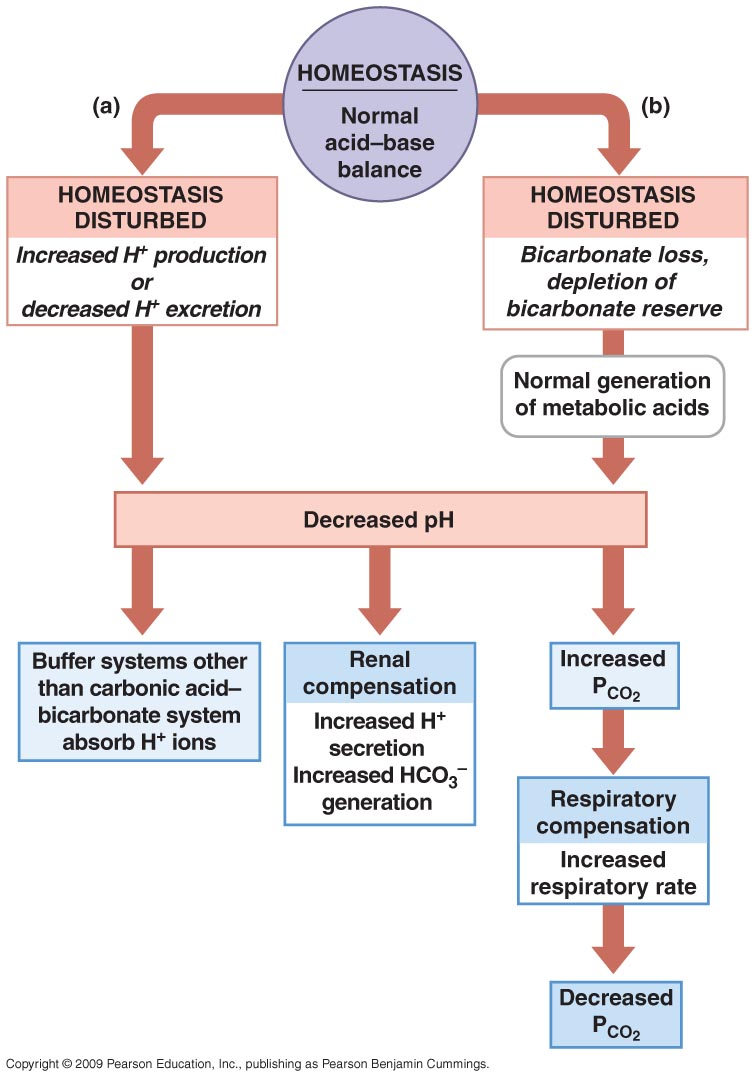 HOMEOSTASIS
Normal
acid–base
balance
(a)
(b)
HOMEOSTASIS
DISTURBED
Increased H⁺ production
or
decreased H⁺ excretion
HOMEOSTASIS
DISTURBED
Bicarbonate loss,
depletion of
bicarbonate reserve
Normal generation
of metabolic acids
Decreased pH
Buffer systems other
than carbonic acid–
bicarbonate system
absorb H⁺ ions
Renal
compensation
Increased H⁺
secretion
Increased HCO₃⁻
generation
Increased
P_CO₂
Respiratory
compensation
Increased
respiratory rate
Decreased
P_CO₂
Copyright © 2009 Pearson Education, Inc., publishing as Pearson Benjamin Cummings.